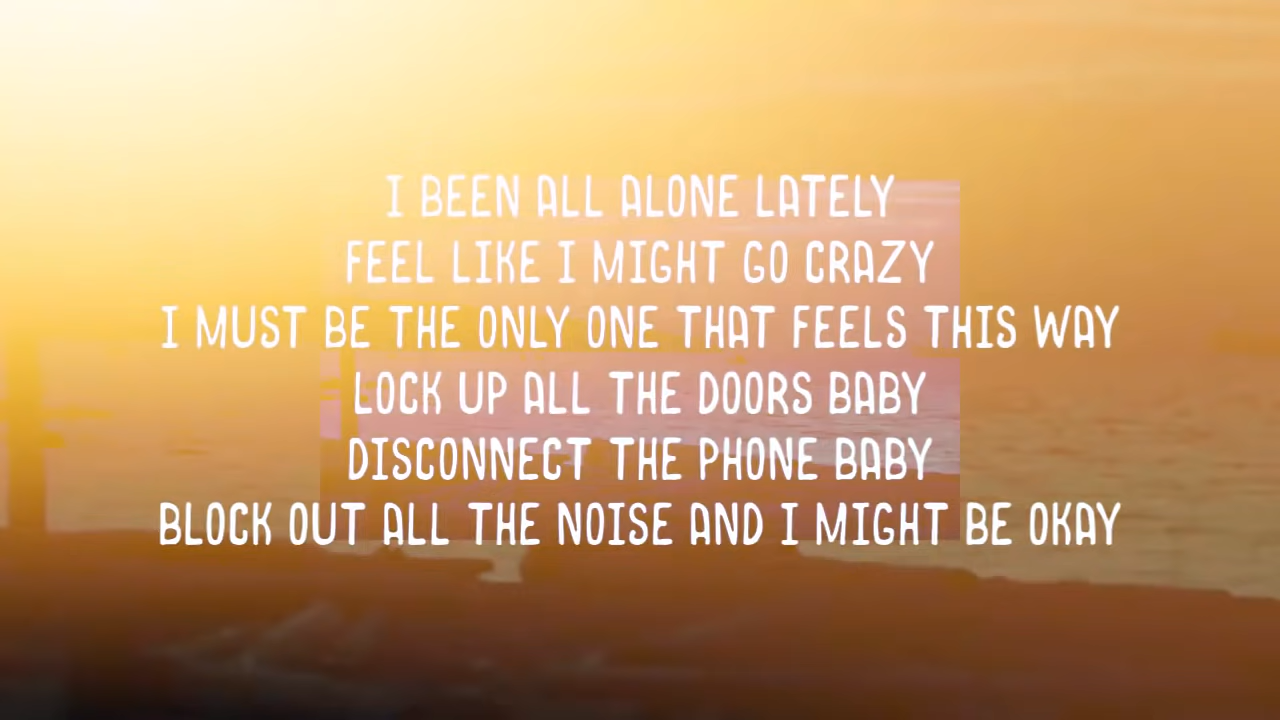 I BEEN ALL ALONE LATELY
FEEL LIKE I MIGHT GO CRAZY
I MUST BE THE ONLY ONE THAT FEELS THIS WAY
LOCK UP ALL THE DOORS BABY
DISCONNECT THE PHONE BABY
BLOCK OUT ALL THE NOISE AND I MIGHT BE OKAY